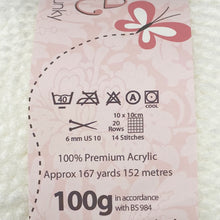 unky
40 A COOL
10 x 10cm
20
Rows
6 mm US 10 14 Stitches
100% Premium Acrylic
Approx 167 yards 152 metres
100g in accordance
with BS 984